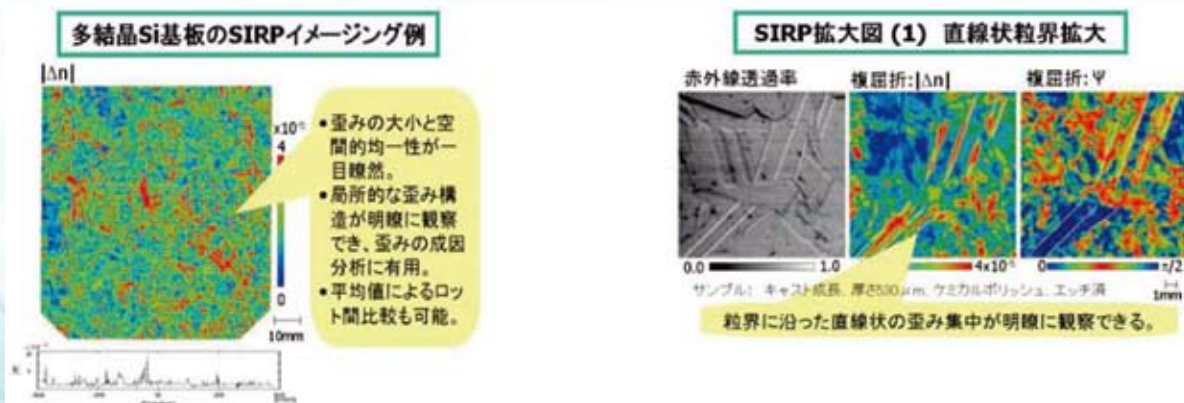 多結晶Si基板のSIRPイメージング例
|Δn|
x10⁻⁵
4
0
10mm
•歪みの大小と空
間的均一性が一
目瞭然。
•局所的な歪み構
造が明瞭に観察
でき、歪みの成因
分析に有用。
•平均値によるロッ
ト間比較も可能。
SIRP拡大図 (1) 直線状粒界拡大
赤外線透過率
複屈折:|Δn|
複屈折:Ψ
0.0
1.0
4x10⁻⁵
0
π/2
サンプル: キャスト成長、厚さ530μm、ケミカルポリッシュ、エッチ済
1mm
粒界に沿った直線状の歪み集中が明瞭に観察できる。